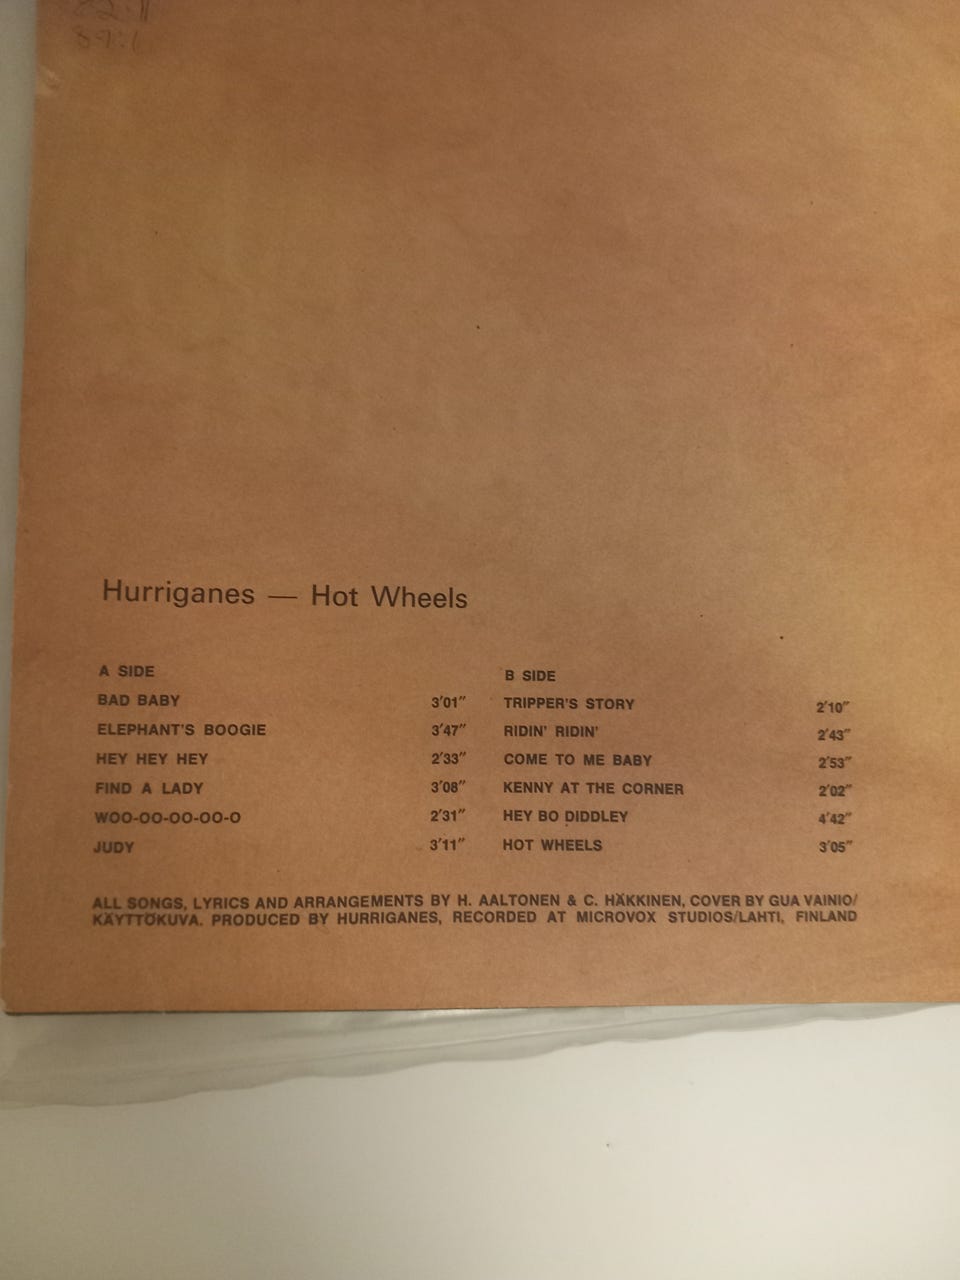 89:1
Hurriganes — Hot Wheels
A SIDE
BAD BABY 3'01"
ELEPHANT'S BOOGIE 3'47"
HEY HEY HEY 2'33"
FIND A LADY 3'08"
WOO-OO-OO-OO-O 2'31"
JUDY 3'11"
B SIDE
TRIPPER'S STORY 2'10"
RIDIN' RIDIN' 2'43"
COME TO ME BABY 2'53"
KENNY AT THE CORNER 2'02"
HEY BO DIDDLEY 4'42"
HOT WHEELS 3'05"
ALL SONGS, LYRICS AND ARRANGEMENTS BY H. AALTONEN & C. HÄKKINEN, COVER BY GUA VAINIO/
KÄYTTÖKUVA. PRODUCED BY HURRIGANES, RECORDED AT MICROVOX STUDIOS/LAHTI, FINLAND